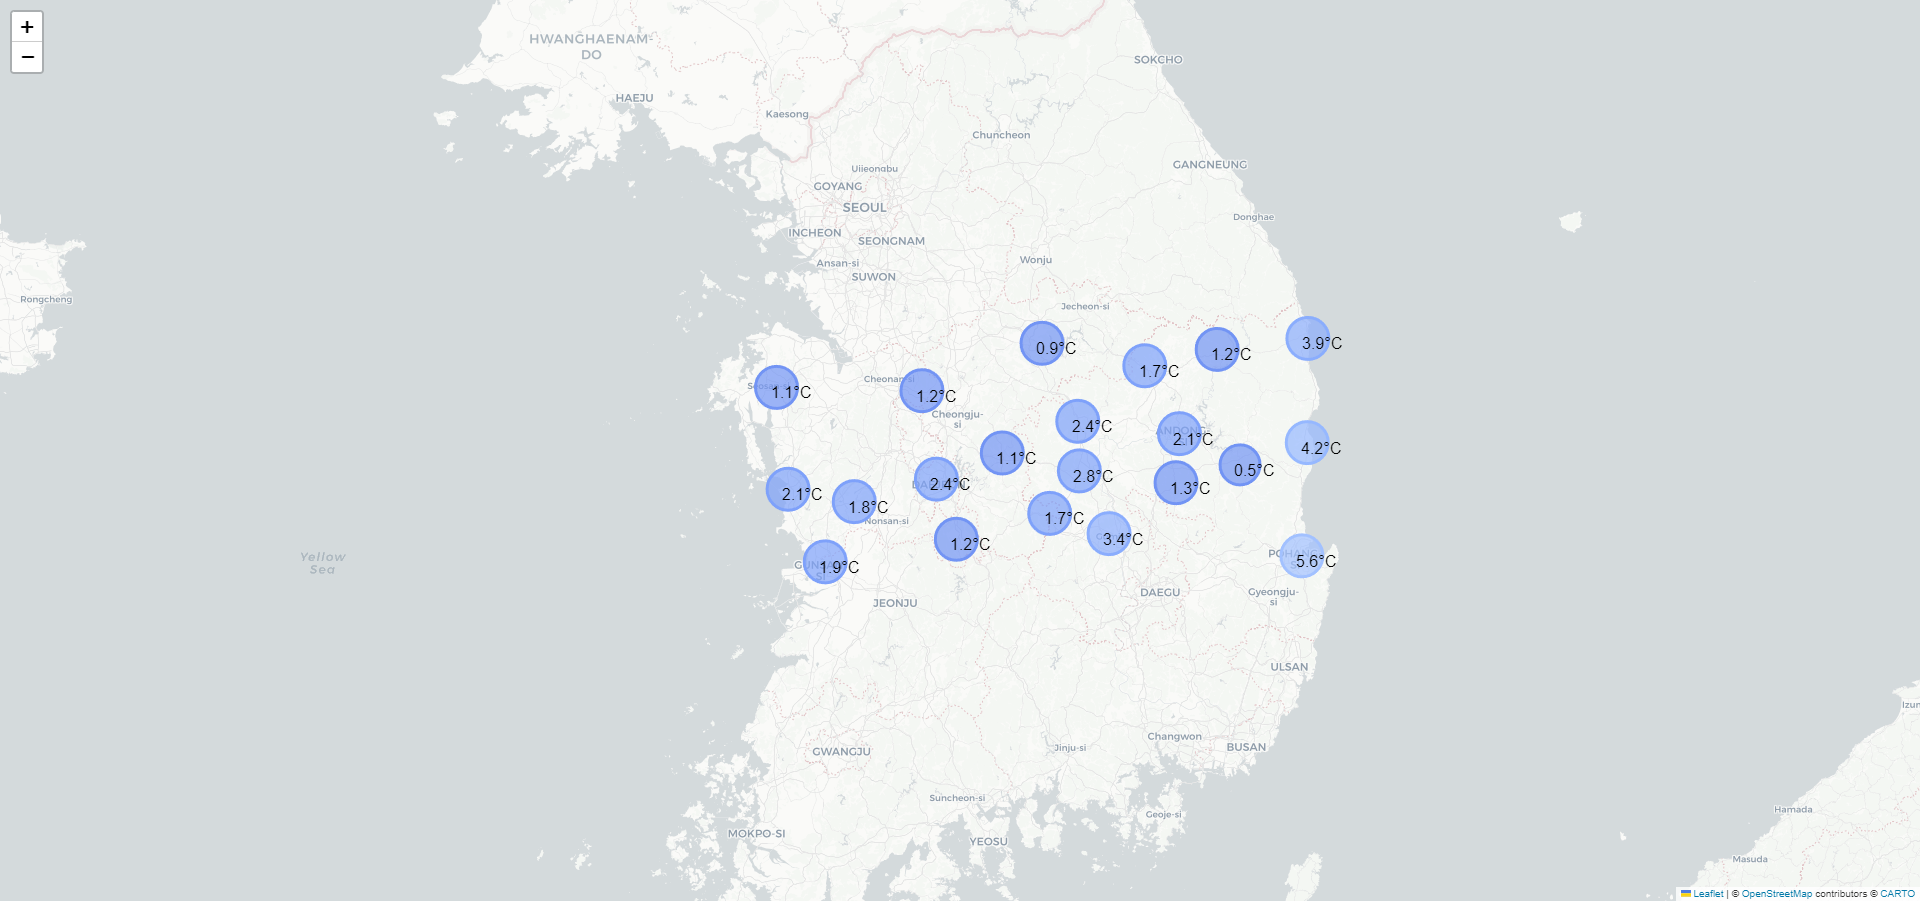 +
−
HWANGHAENAM-
DO
SOKCHO
HAEJU
Kaesong
Chuncheon
GANGNEUNG
Uijeongbu
GOYANG
SEOUL
Donghae
INCHEON
SEONGNAM
Ansan-si
Wonju
SUWON
Rongcheng
Jecheon-si
3.9°C
0.9°C
1.2°C
1.7°C
Cheonan-si
1.1°C
1.2°C
Cheongju-
si
2.4°C
ANDONG
2.1°C
4.2°C
1.1°C
0.5°C
2.8°C
2.4°C
1.3°C
2.1°C
1.8°C
Nonsan-si
1.7°C
3.4°C
1.2°C
Yellow
Sea
POHANG
5.6°C
1.9°C
DAEGU
Gyeongju-
si
JEONJU
ULSAN
Izum
Changwon
BUSAN
Jinju-si
GWANGJU
Suncheon-si
Hamada
Geoje-si
MOKPO-SI
YEOSU
Masuda
Leaflet | © OpenStreetMap contributors © CARTO